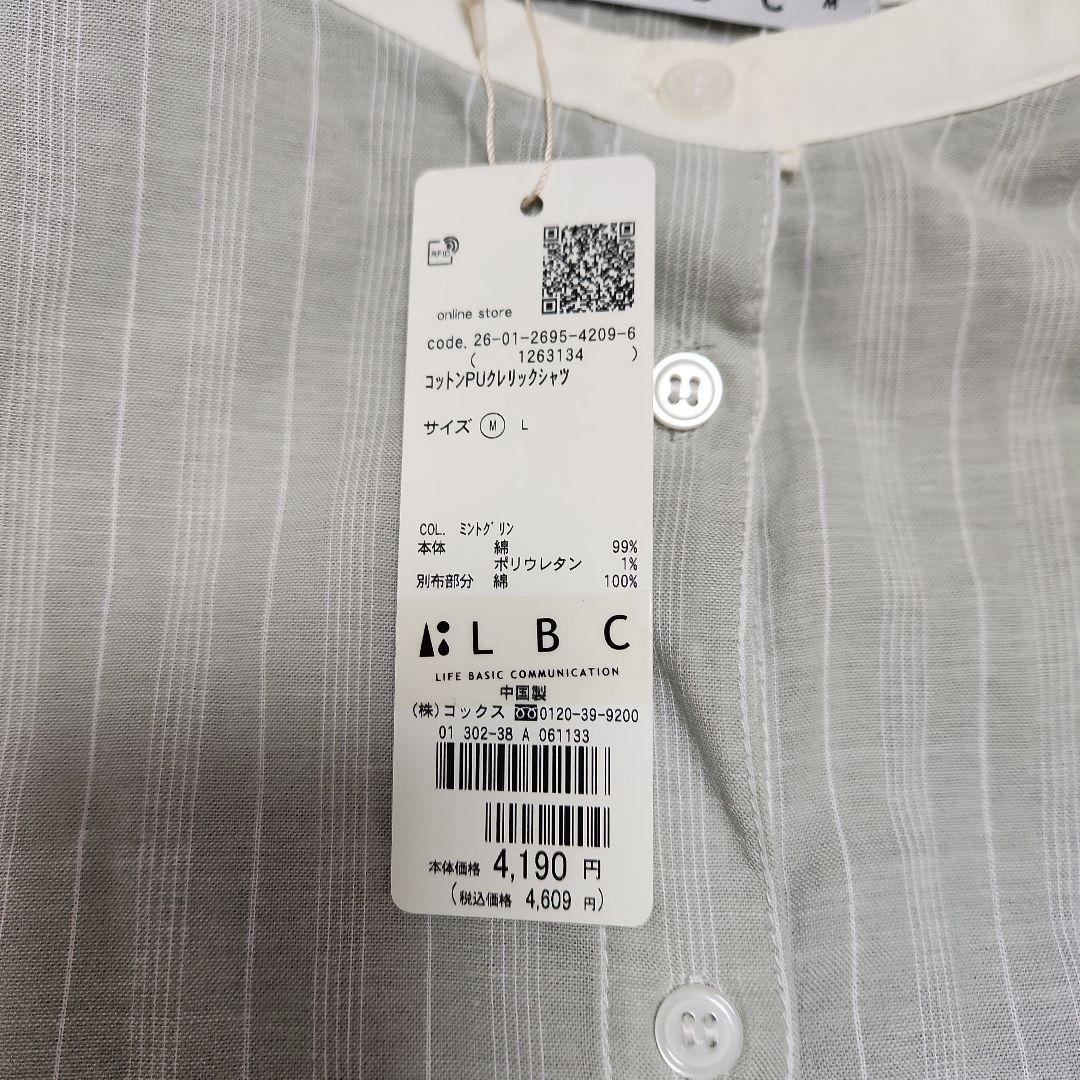 M
RFID
online store
code. 26-01-2695-4209-6
( 1263134 )
コットンPUクレリックシャツ
サイズ M L
COL. ミントグリン
本体 綿 99%
ポリウレタン 1%
別布部分 綿 100%
L B C
LIFE BASIC COMMUNICATION
中国製
(株)コックス 0120-39-9200
01 302-38 A 061133
本体価格 4,190 円
(税込価格 4,609 円)